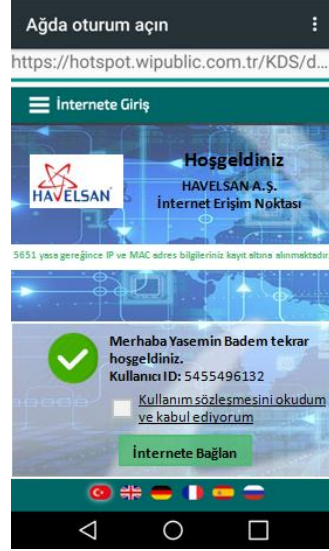 Ağda oturum açın
https://hotspot.wipublic.com.tr/KDS/d...
İnternete Giriş
HAVELSAN
Hoşgeldiniz
HAVELSAN A.Ş.
İnternet Erişim Noktası
5651 yasa gereğince IP ve MAC adres bilgileriniz kayıt altına alınmaktadır.
Merhaba Yasemin Badem tekrar
hoşgeldiniz.
Kullanıcı ID: 5455496132
Kullanım sözleşmesini okudum
ve kabul ediyorum
İnternete Bağlan